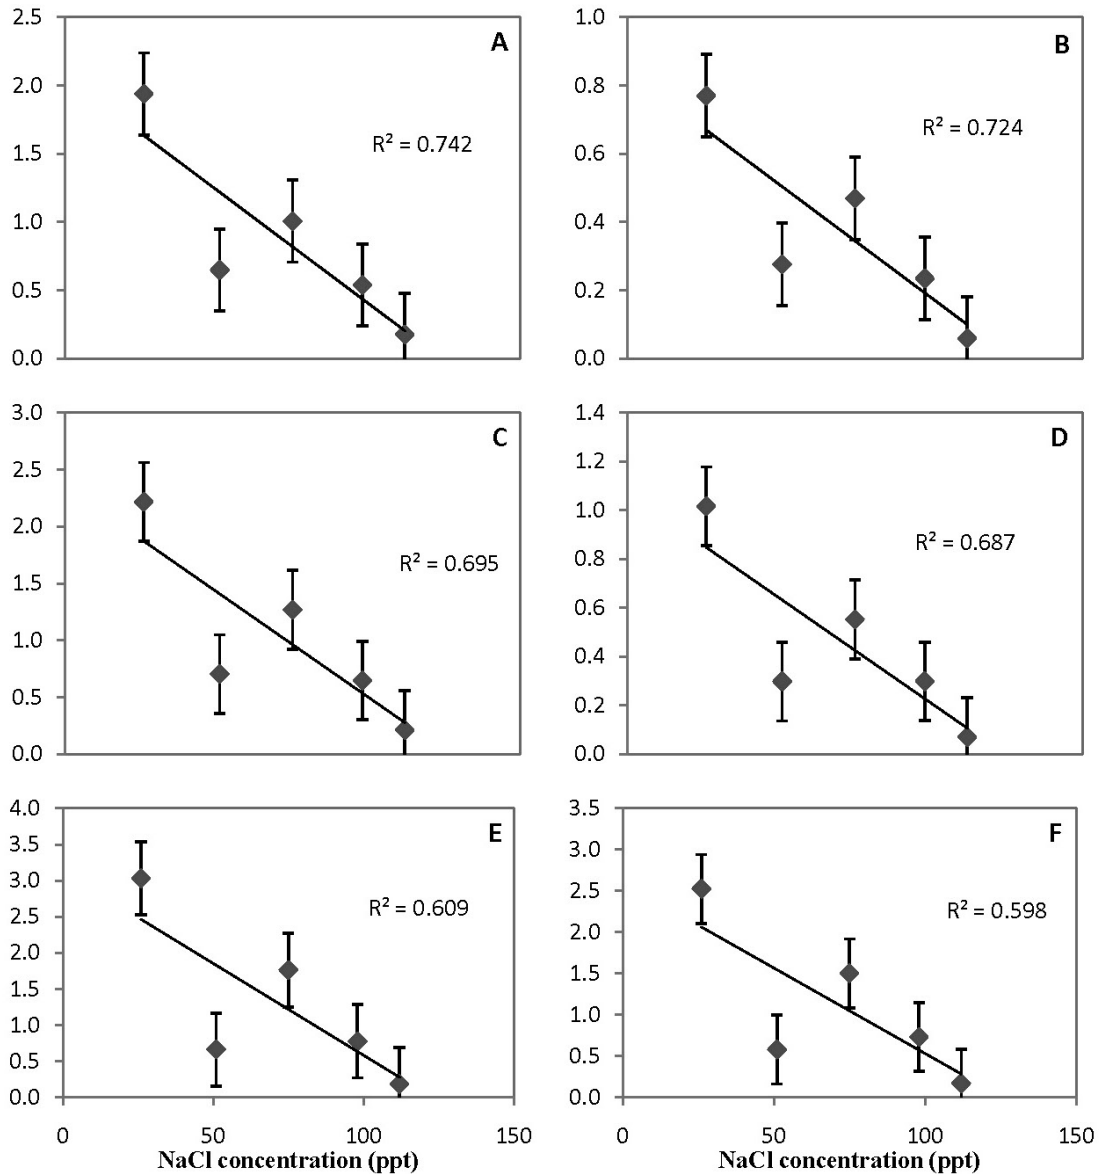 2.5
2.0
1.5
1.0
0.5
0.0
A
R² = 0.742
1.0
0.8
0.6
0.4
0.2
0.0
B
R² = 0.724
3.0
2.5
2.0
1.5
1.0
0.5
0.0
C
R² = 0.695
1.4
1.2
1.0
0.8
0.6
0.4
0.2
0.0
D
R² = 0.687
4.0
3.5
3.0
2.5
2.0
1.5
1.0
0.5
0.0
E
R² = 0.609
0 50 100 150
NaCl concentration (ppt)
3.5
3.0
2.5
2.0
1.5
1.0
0.5
0.0
F
R² = 0.598
0 50 100 150
NaCl concentration (ppt)